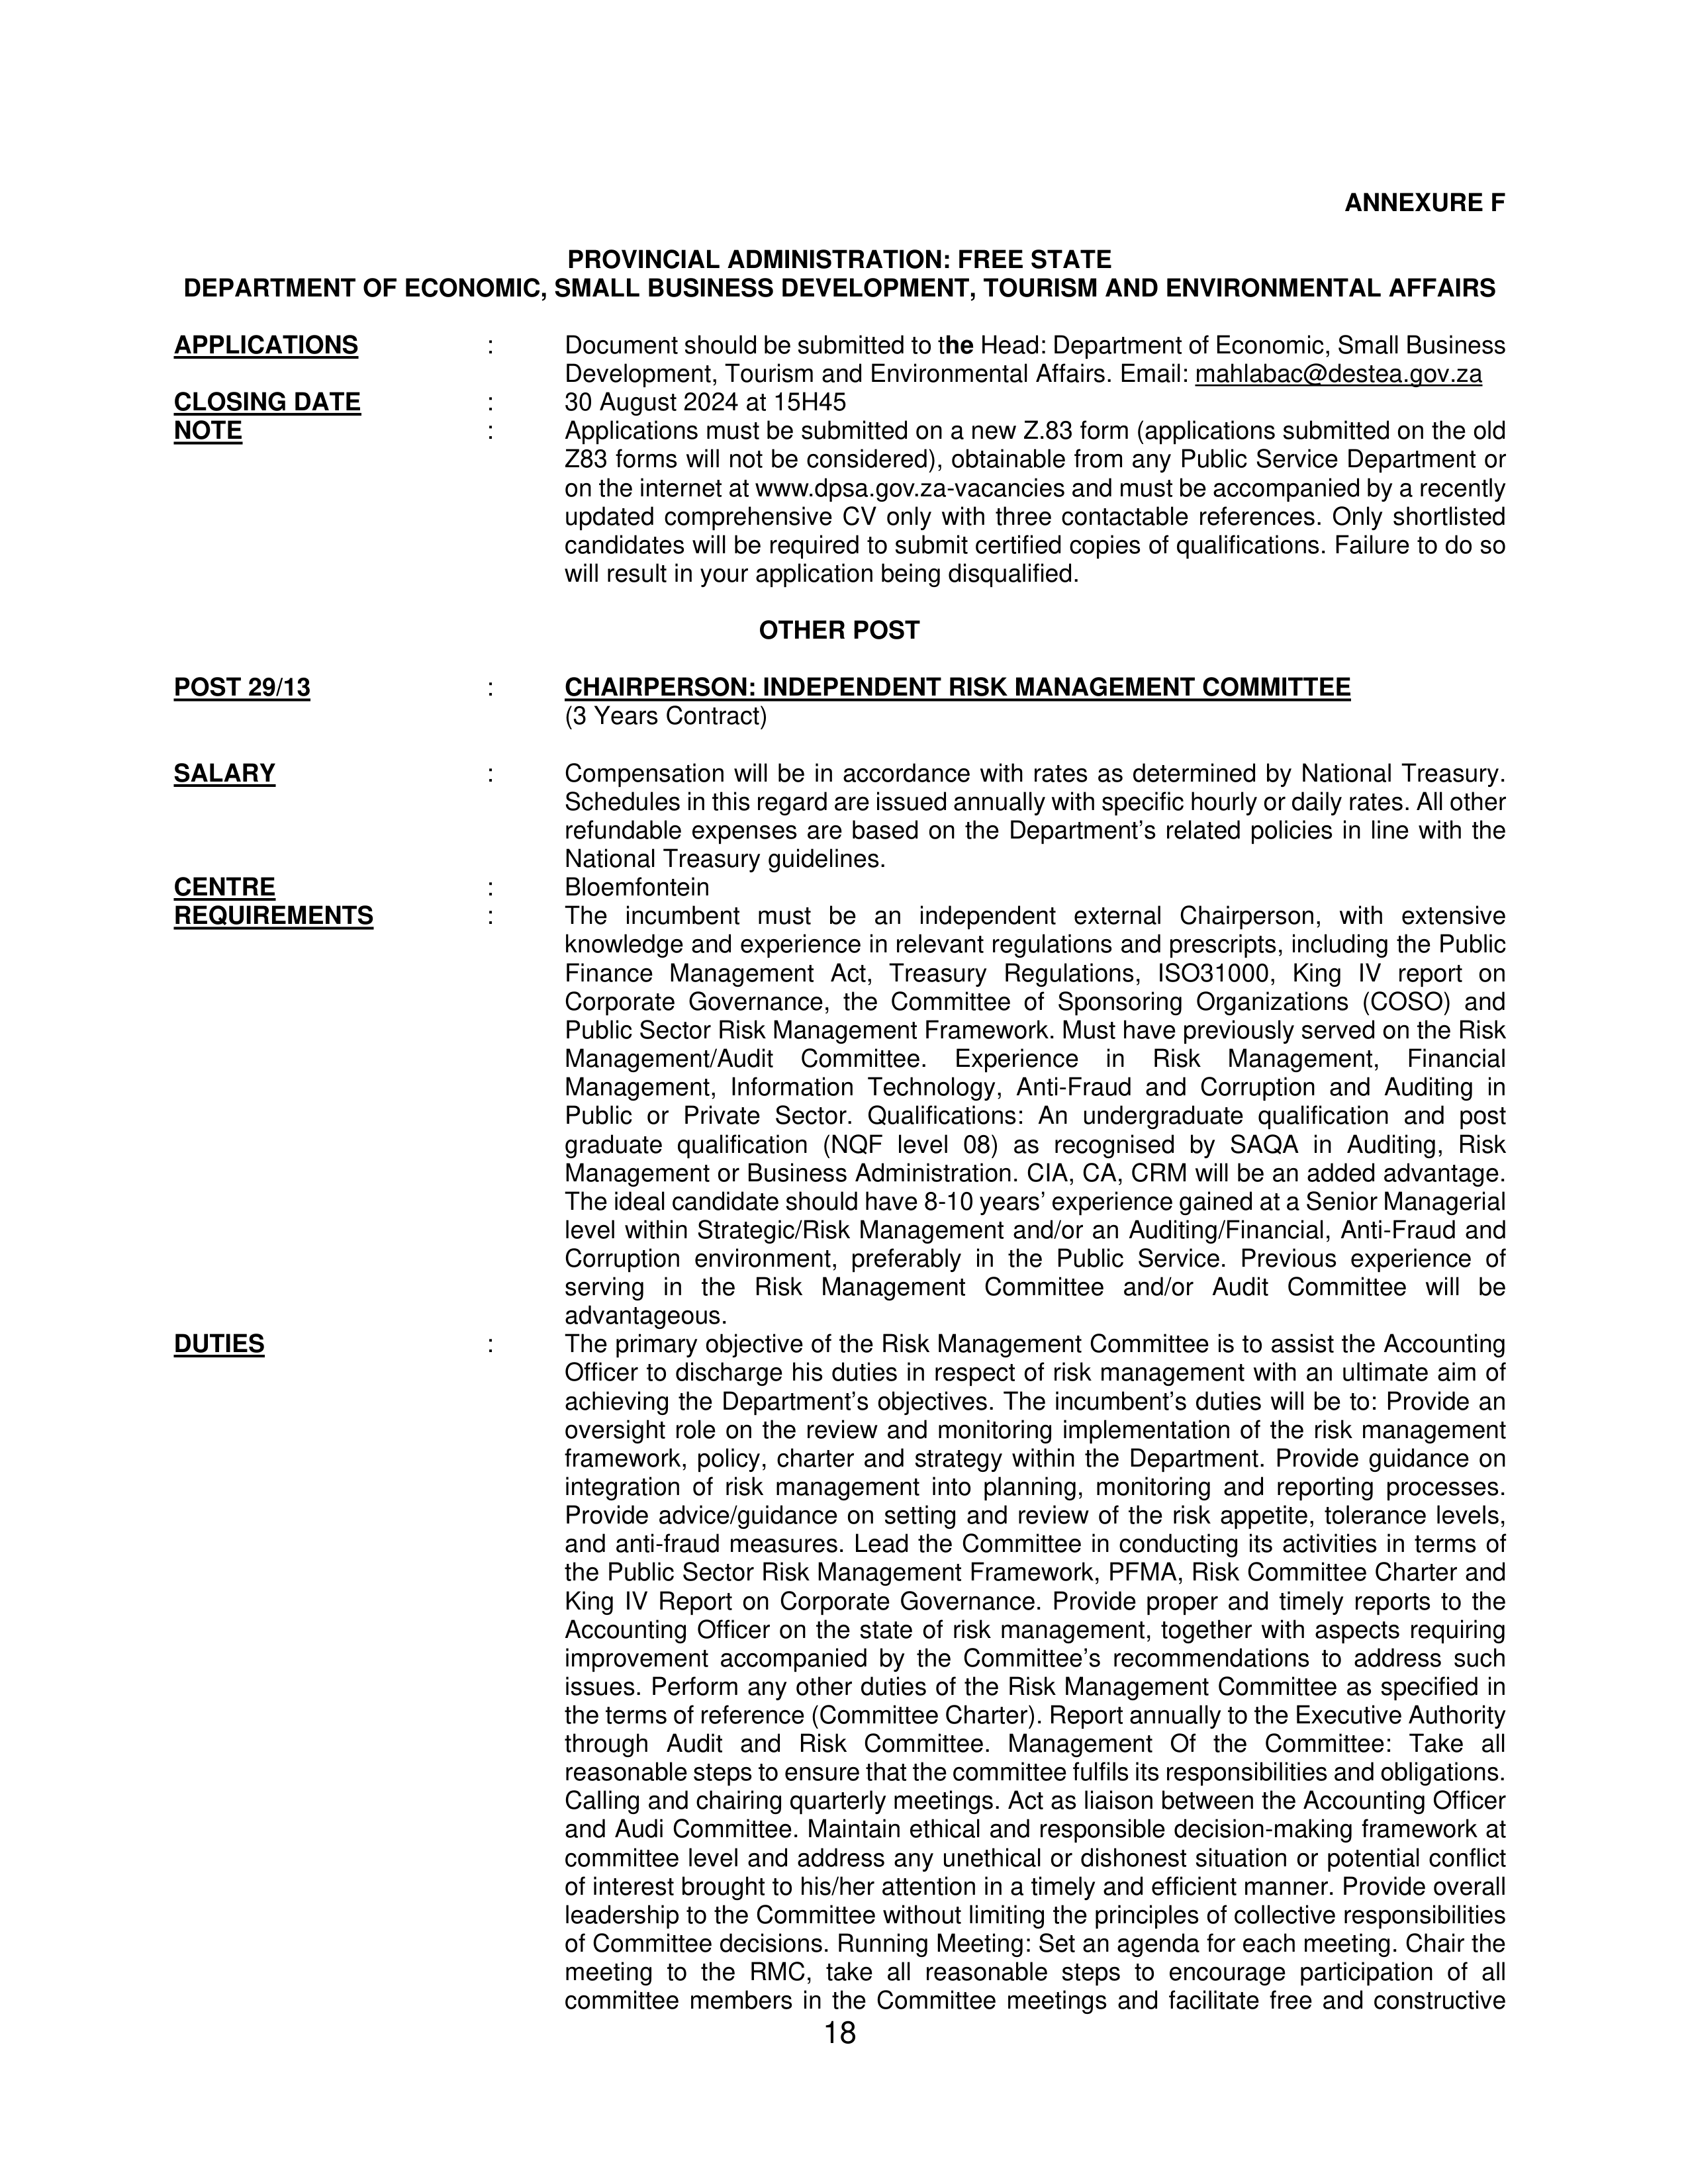 ANNEXURE F
PROVINCIAL ADMINISTRATION: FREE STATE
DEPARTMENT OF ECONOMIC, SMALL BUSINESS DEVELOPMENT, TOURISM AND ENVIRONMENTAL AFFAIRS
APPLICATIONS : Document should be submitted to the Head: Department of Economic, Small Business
Development, Tourism and Environmental Affairs. Email: mahlabac@destea.gov.za
CLOSING DATE : 30 August 2024 at 15H45
NOTE : Applications must be submitted on a new Z.83 form (applications submitted on the old
Z83 forms will not be considered), obtainable from any Public Service Department or
on the internet at www.dpsa.gov.za-vacancies and must be accompanied by a recently
updated comprehensive CV only with three contactable references. Only shortlisted
candidates will be required to submit certified copies of qualifications. Failure to do so
will result in your application being disqualified.
OTHER POST
POST 29/13 : CHAIRPERSON: INDEPENDENT RISK MANAGEMENT COMMITTEE
(3 Years Contract)
SALARY : Compensation will be in accordance with rates as determined by National Treasury.
Schedules in this regard are issued annually with specific hourly or daily rates. All other
refundable expenses are based on the Department’s related policies in line with the
National Treasury guidelines.
CENTRE : Bloemfontein
REQUIREMENTS : The incumbent must be an independent external Chairperson, with extensive
knowledge and experience in relevant regulations and prescripts, including the Public
Finance Management Act, Treasury Regulations, ISO31000, King IV report on
Corporate Governance, the Committee of Sponsoring Organizations (COSO) and
Public Sector Risk Management Framework. Must have previously served on the Risk
Management/Audit Committee. Experience in Risk Management, Financial
Management, Information Technology, Anti-Fraud and Corruption and Auditing in
Public or Private Sector. Qualifications: An undergraduate qualification and post
graduate qualification (NQF level 08) as recognised by SAQA in Auditing, Risk
Management or Business Administration. CIA, CA, CRM will be an added advantage.
The ideal candidate should have 8-10 years’ experience gained at a Senior Managerial
level within Strategic/Risk Management and/or an Auditing/Financial, Anti-Fraud and
Corruption environment, preferably in the Public Service. Previous experience of
serving in the Risk Management Committee and/or Audit Committee will be
advantageous.
DUTIES : The primary objective of the Risk Management Committee is to assist the Accounting
Officer to discharge his duties in respect of risk management with an ultimate aim of
achieving the Department’s objectives. The incumbent’s duties will be to: Provide an
oversight role on the review and monitoring implementation of the risk management
framework, policy, charter and strategy within the Department. Provide guidance on
integration of risk management into planning, monitoring and reporting processes.
Provide advice/guidance on setting and review of the risk appetite, tolerance levels,
and anti-fraud measures. Lead the Committee in conducting its activities in terms of
the Public Sector Risk Management Framework, PFMA, Risk Committee Charter and
King IV Report on Corporate Governance. Provide proper and timely reports to the
Accounting Officer on the state of risk management, together with aspects requiring
improvement accompanied by the Committee’s recommendations to address such
issues. Perform any other duties of the Risk Management Committee as specified in
the terms of reference (Committee Charter). Report annually to the Executive Authority
through Audit and Risk Committee. Management Of the Committee: Take all
reasonable steps to ensure that the committee fulfils its responsibilities and obligations.
Calling and chairing quarterly meetings. Act as liaison between the Accounting Officer
and Audi Committee. Maintain ethical and responsible decision-making framework at
committee level and address any unethical or dishonest situation or potential conflict
of interest brought to his/her attention in a timely and efficient manner. Provide overall
leadership to the Committee without limiting the principles of collective responsibilities
of Committee decisions. Running Meeting: Set an agenda for each meeting. Chair the
meeting to the RMC, take all reasonable steps to encourage participation of all
committee members in the Committee meetings and facilitate free and constructive
18